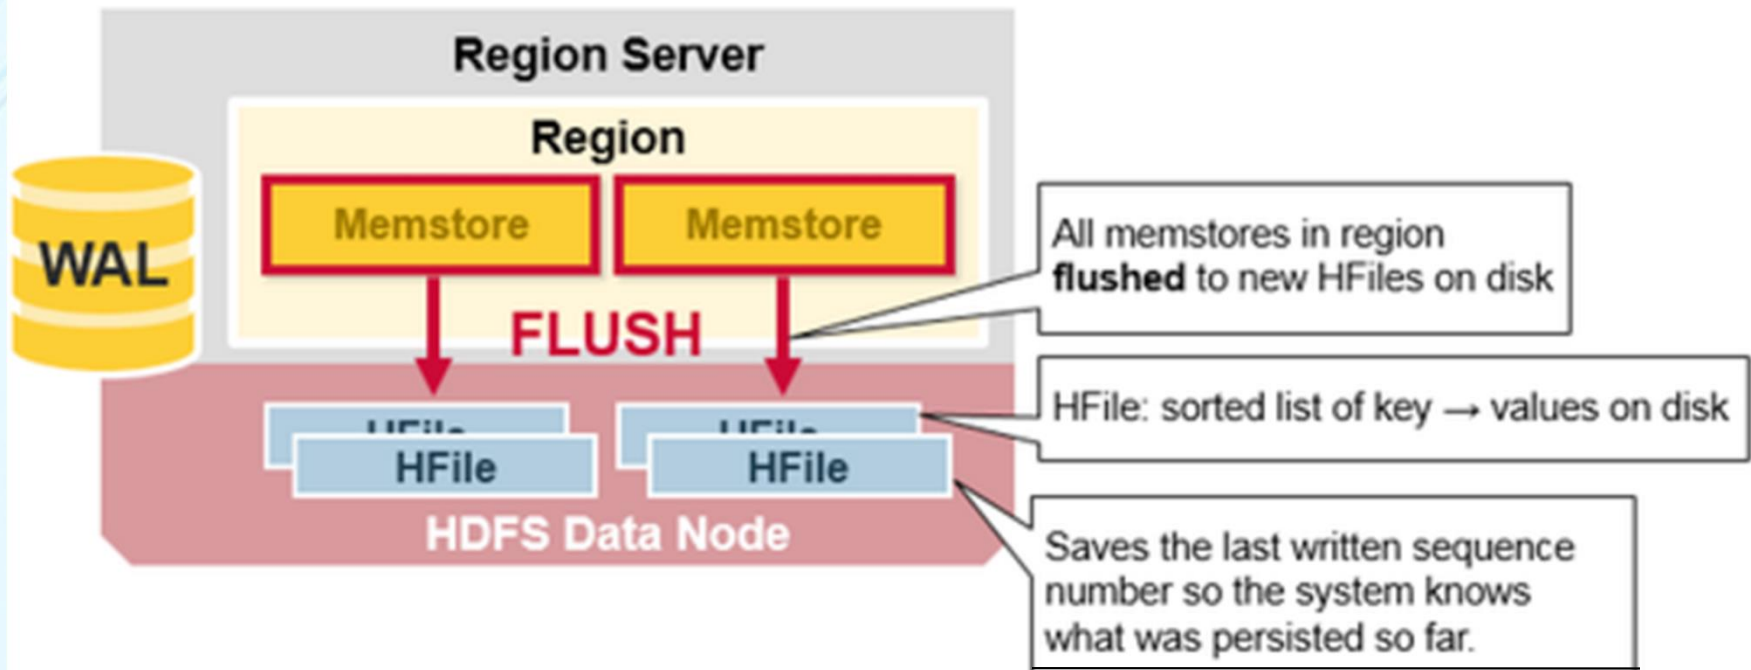 Region Server
Region
Memstore
Memstore
WAL
FLUSH
All memstores in region
flushed to new HFiles on disk
HFile
HFile
HFile: sorted list of key → values on disk
HFile
HFile
HDFS Data Node
Saves the last written sequence
number so the system knows
what was persisted so far.